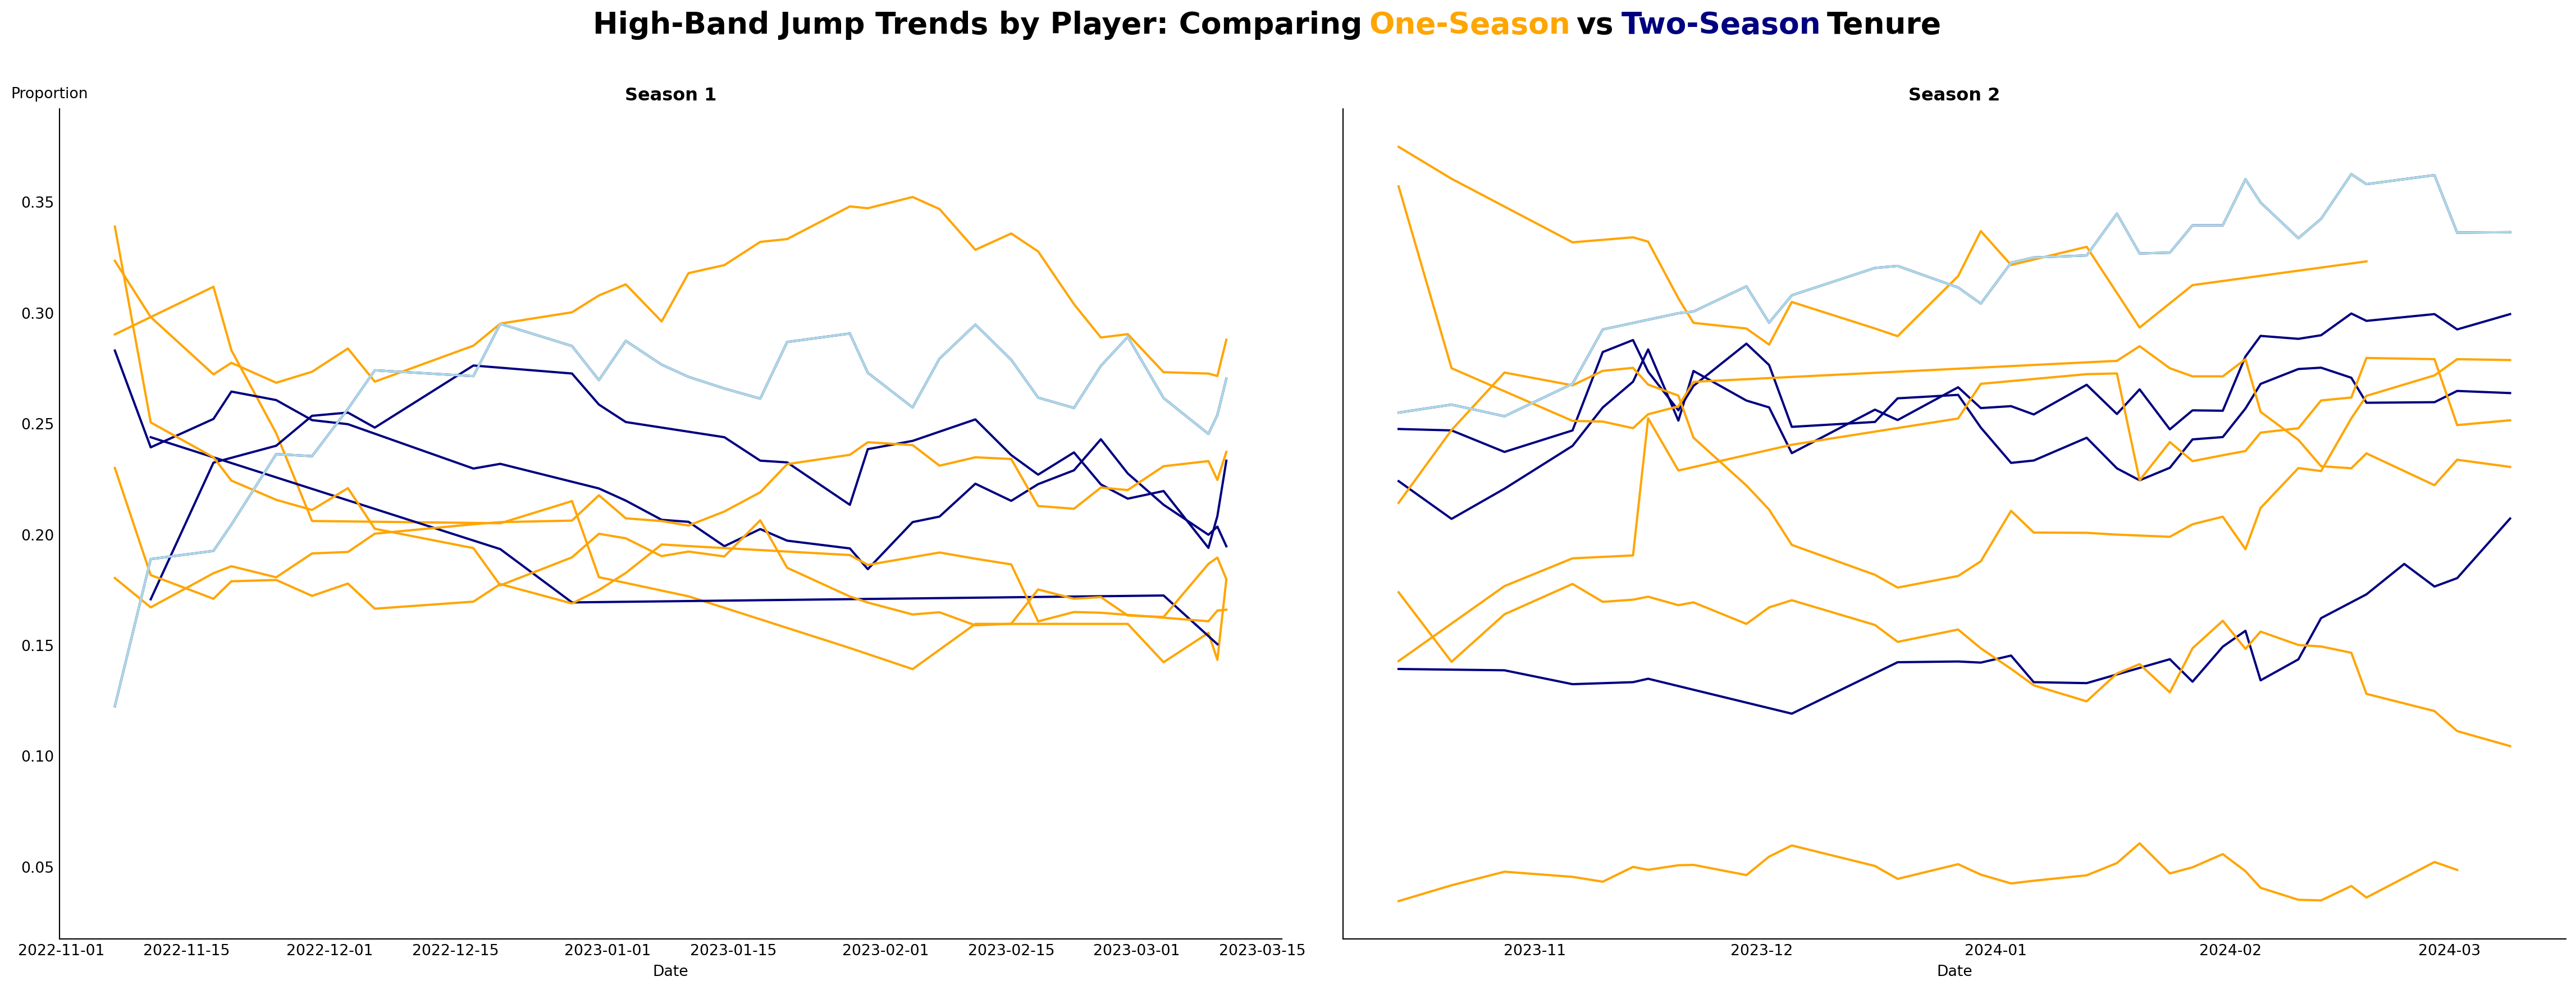 High-Band Jump Trends by Player: Comparing One-Season vs Two-Season Tenure
Proportion
Season 1
0.35
0.30
0.25
0.20
0.15
0.10
0.05
2022-11-01 2022-11-15 2022-12-01 2022-12-15 2023-01-01 2023-01-15 2023-02-01 2023-02-15 2023-03-01 2023-03-15
Date
Season 2
2023-11 2023-12 2024-01 2024-02 2024-03
Date